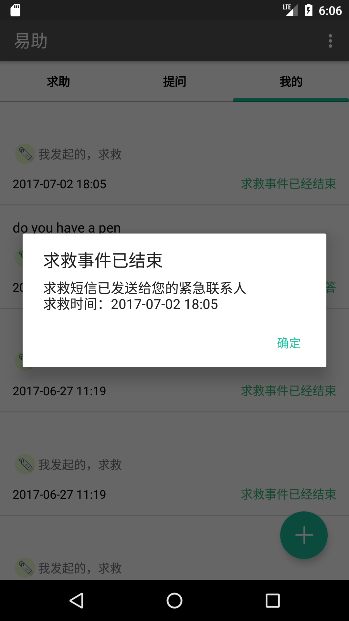 LTE 6:06
易助
求助 提问 我的
我发起的，求救
2017-07-02 18:05 求救事件已经结束
do you have a pen
求救事件已结束
求救短信已发送给您的紧急联系人
求救时间：2017-07-02 18:05
确定
20 答
2017-06-27 11:19 求救事件已经结束
我发起的，求救
2017-06-27 11:19 求救事件已经结束
我发起的，求救